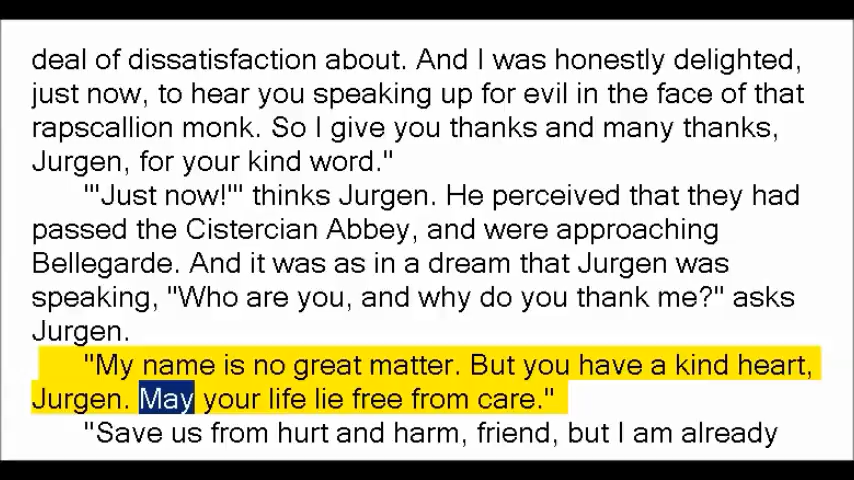 deal of dissatisfaction about. And I was honestly delighted,
just now, to hear you speaking up for evil in the face of that
rapscallion monk. So I give you thanks and many thanks,
Jurgen, for your kind word."
"'Just now!'" thinks Jurgen. He perceived that they had
passed the Cistercian Abbey, and were approaching
Bellegarde. And it was as in a dream that Jurgen was
speaking, "Who are you, and why do you thank me?" asks
Jurgen.
"My name is no great matter. But you have a kind heart,
Jurgen. May your life lie free from care."
"Save us from hurt and harm, friend, but I am already